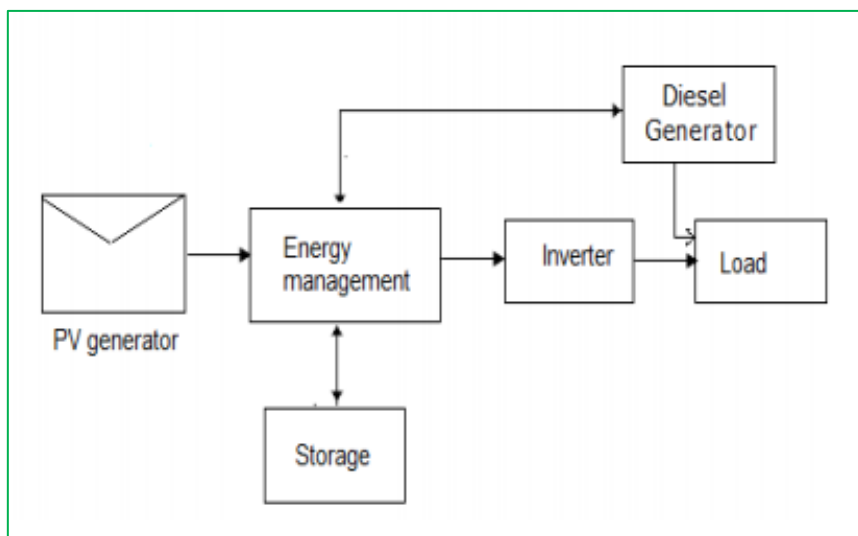 Diesel
Generator
Energy
management
Inverter
Load
PV generator
Storage